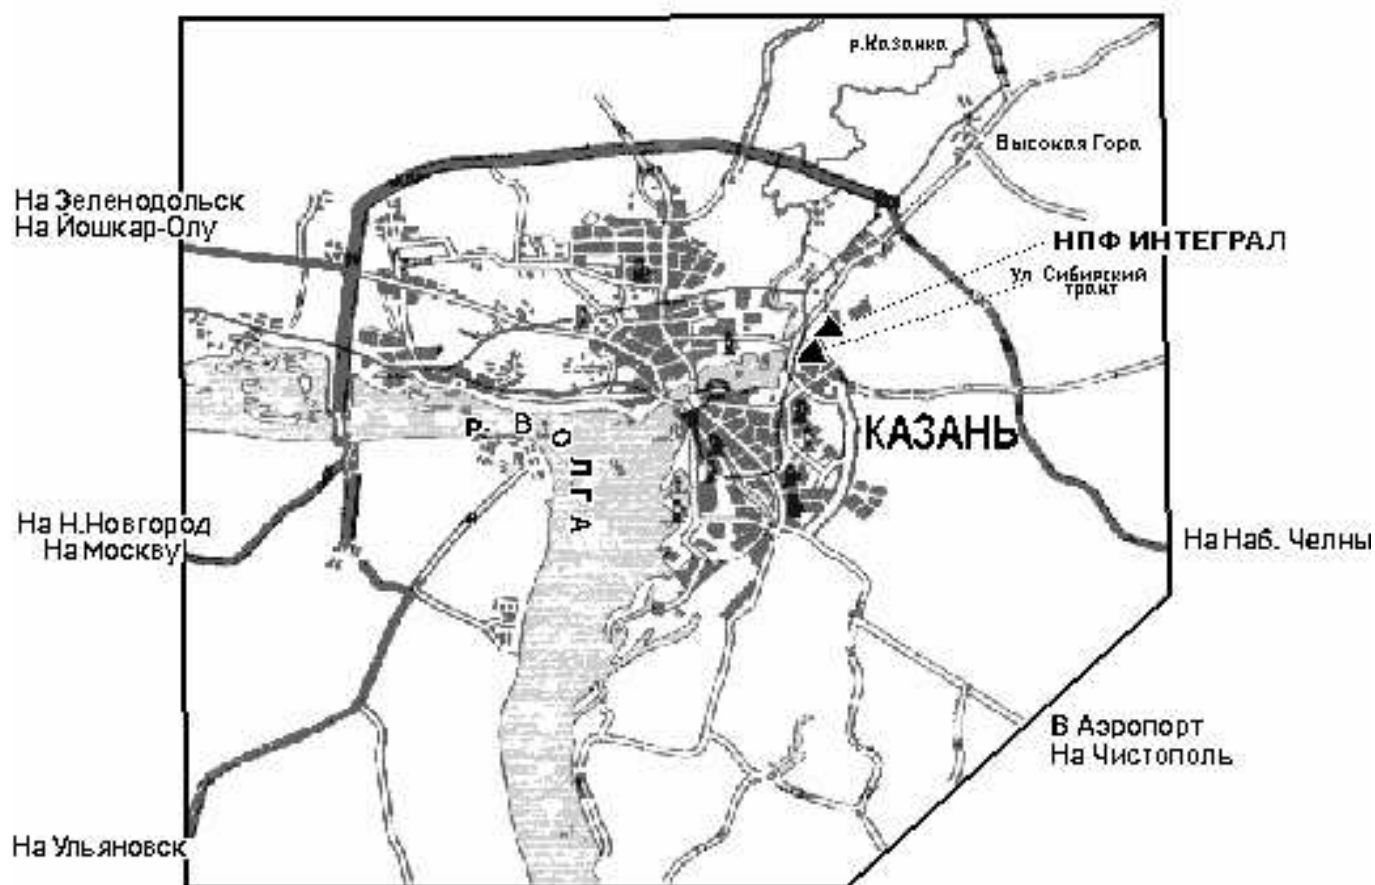 р.Казанка
Высокая Гора
На Зеленодольск
На Йошкар-Олу
НПФ ИНТЕГРАЛ
ул Сибирский
тракт
КАЗАНЬ
Р. ВОЛГА
На Н.Новгород
На Москву
На Наб. Челны
В Аэропорт
На Чистополь
На Ульяновск